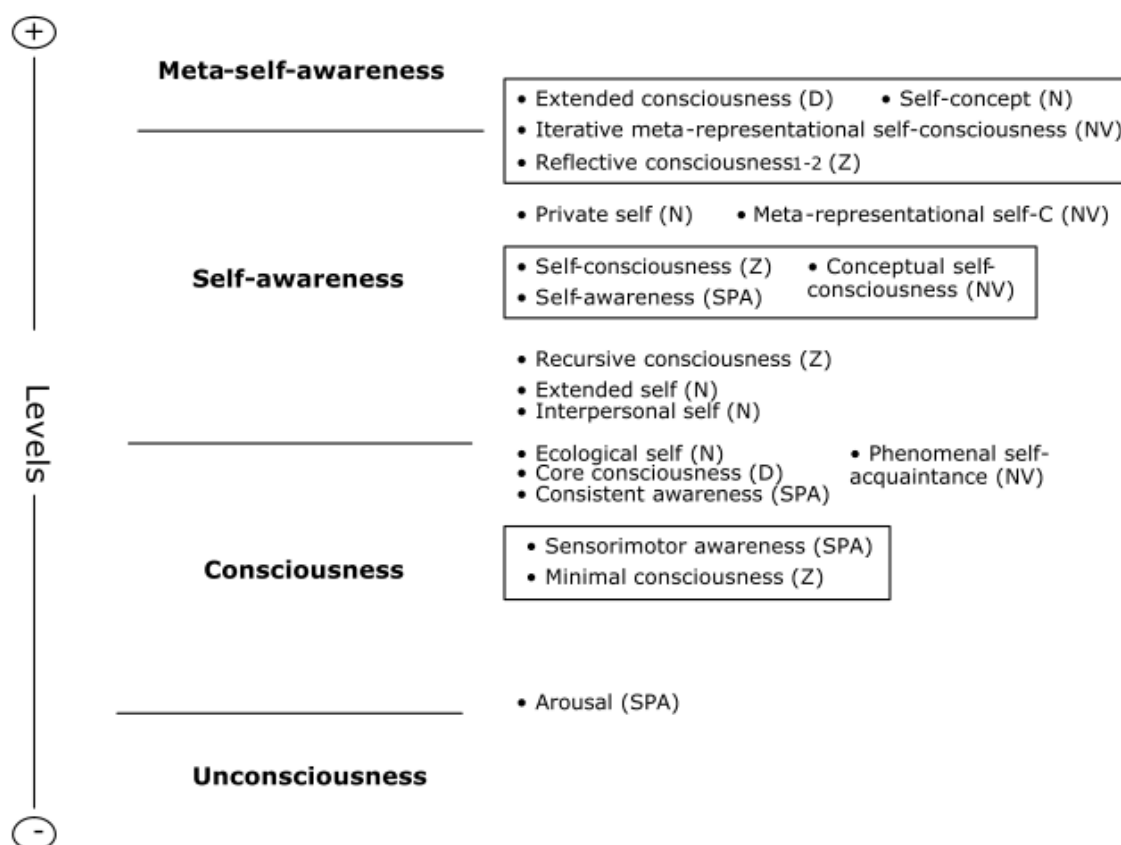 +
Meta-self-awareness
• Extended consciousness (D) • Self-concept (N)
• Iterative meta-representational self-consciousness (NV)
• Reflective consciousness1-2 (Z)
• Private self (N) • Meta-representational self-C (NV)
Self-awareness
• Self-consciousness (Z) • Conceptual self-
consciousness (NV)
• Self-awareness (SPA)
• Recursive consciousness (Z)
• Extended self (N)
• Interpersonal self (N)
Levels
• Ecological self (N) • Phenomenal self-
acquaintance (NV)
• Core consciousness (D)
• Consistent awareness (SPA)
Consciousness
• Sensorimotor awareness (SPA)
• Minimal consciousness (Z)
• Arousal (SPA)
Unconsciousness
-